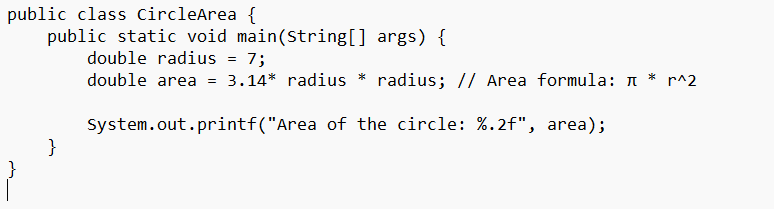 public class CircleArea {
    public static void main(String[] args) {
        double radius = 7;
        double area = 3.14* radius * radius; // Area formula: π * r^2

        System.out.printf("Area of the circle: %.2f", area);
    }
}